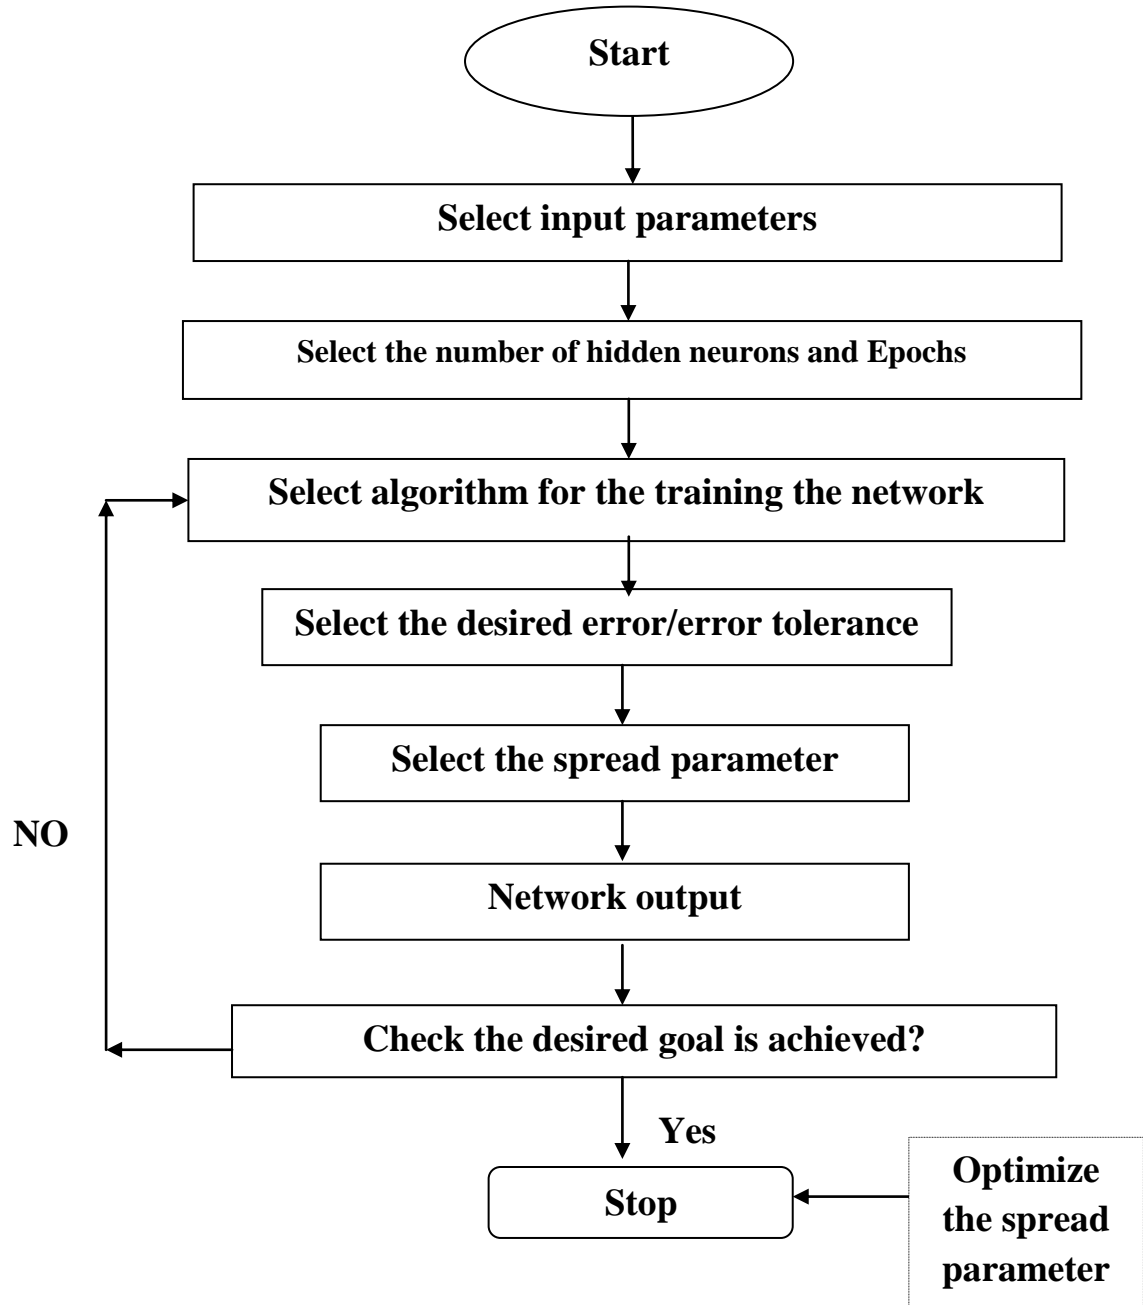 Start
Select input parameters
Select the number of hidden neurons and Epochs
Select algorithm for the training the network
Select the desired error/error tolerance
Select the spread parameter
NO
Network output
Check the desired goal is achieved?
Yes
Stop
Optimize
the spread
parameter